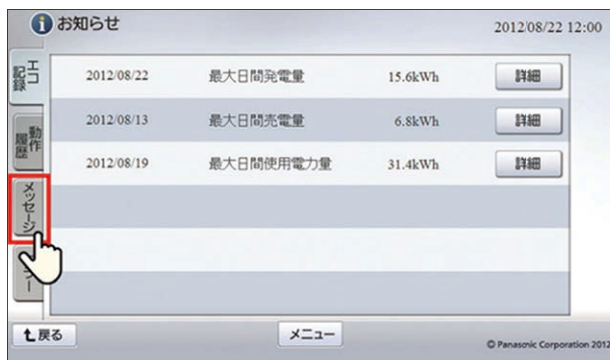 お知らせ
2012/08/22 12:00
エコ記録
動作履歴
メッセージ
2012/08/22 最大日間発電量 15.6kWh 詳細
2012/08/13 最大日間売電量 6.8kWh 詳細
2012/08/19 最大日間使用電力量 31.4kWh 詳細
戻る
メニュー
© Panasonic Corporation 2012